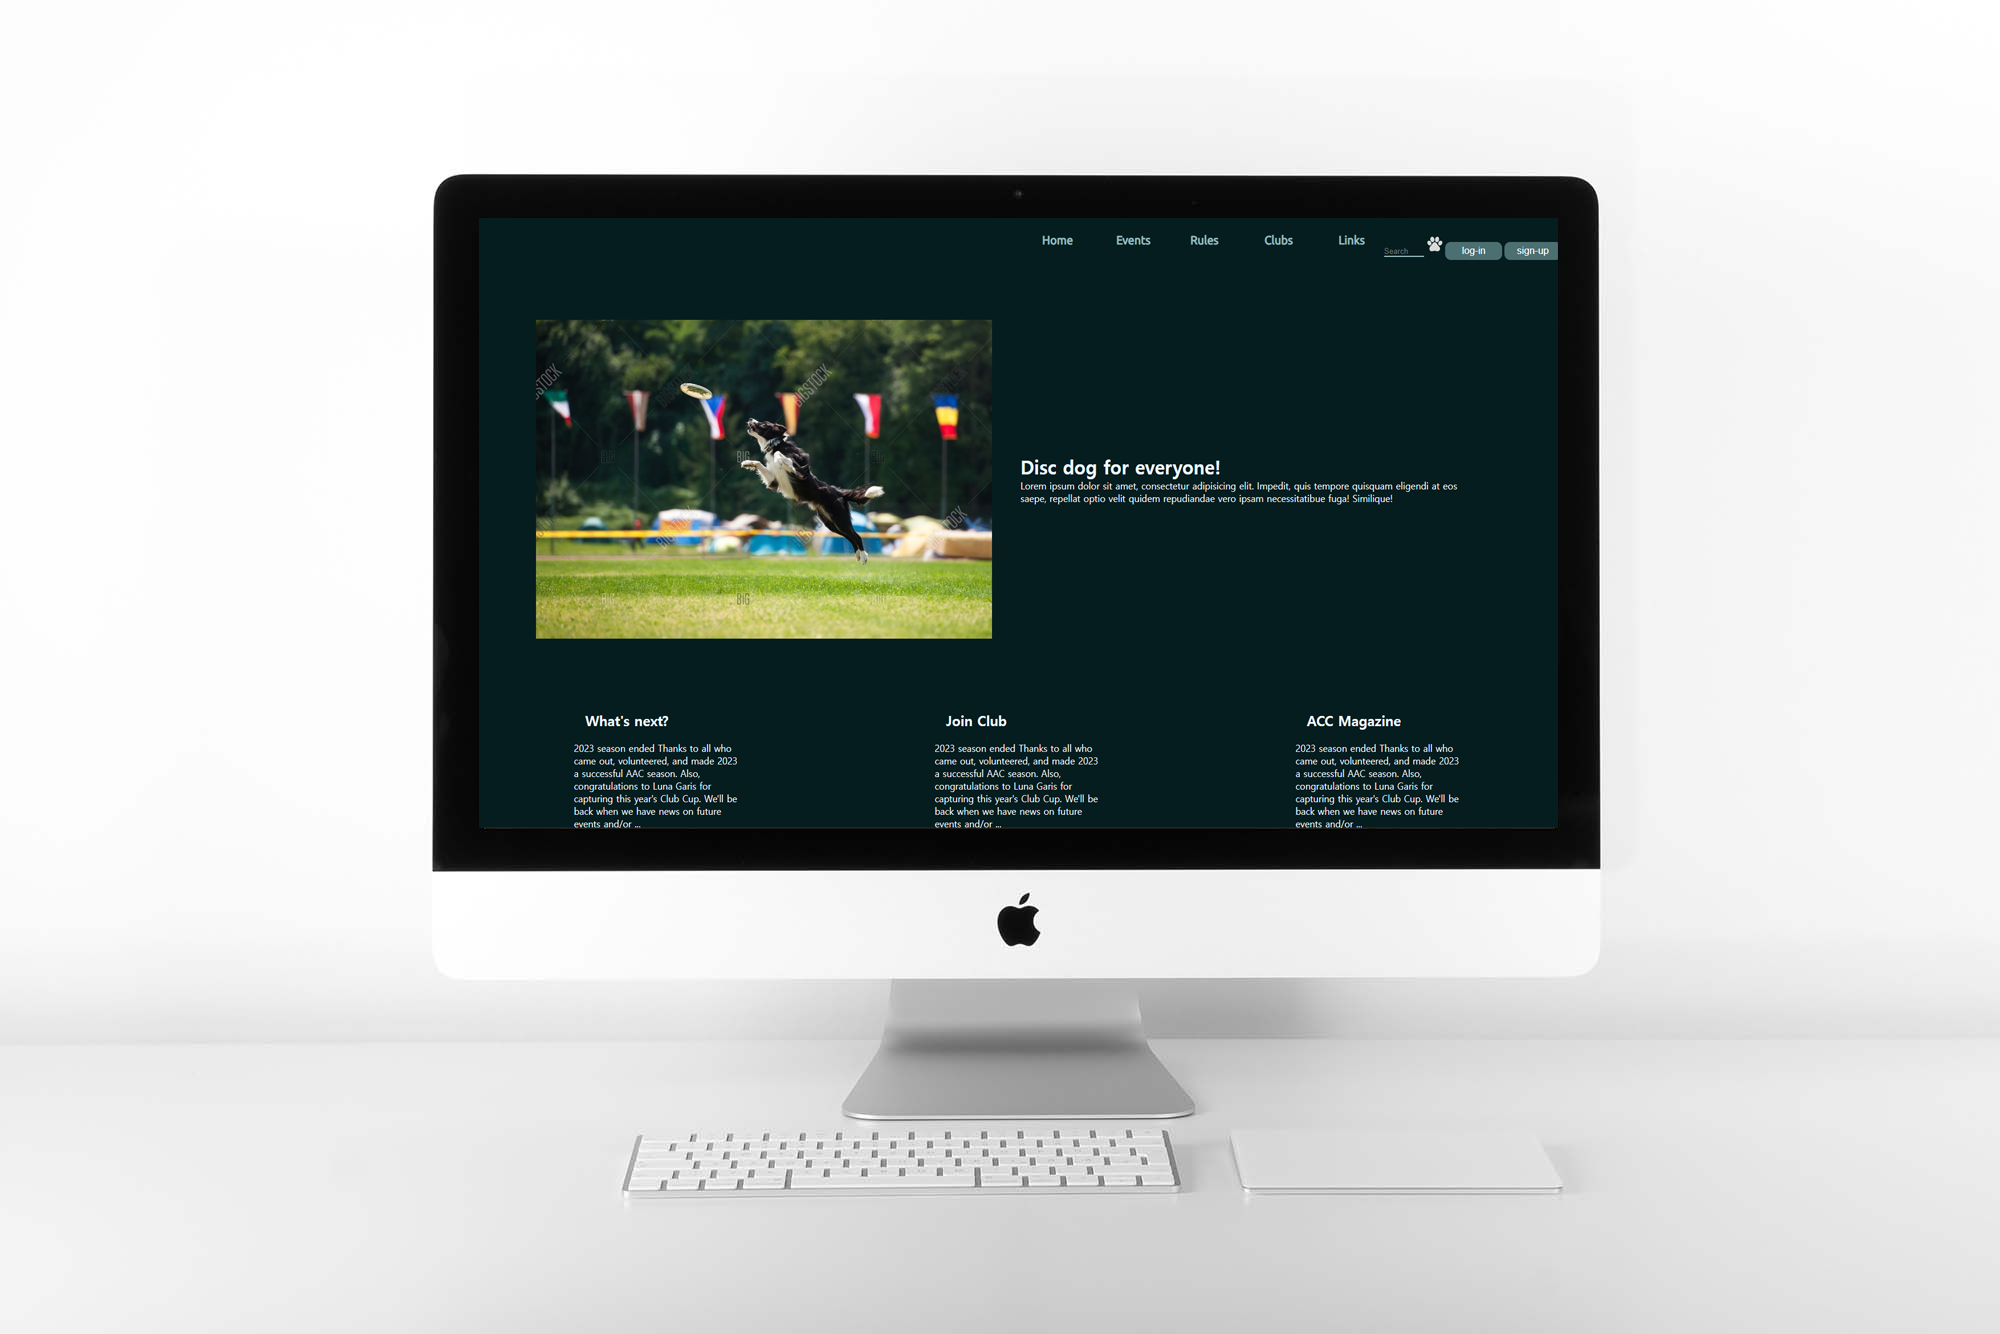 Home Events Rules Clubs Links Search log-in sign-up
BIGSTOCK
BIG
BIG
Disc dog for everyone!
Lorem ipsum dolor sit amet, consectetur adipisicing elit. Impedit, quis tempore quisquam eligendi at eos
saepe, repellat optio velit quidem repudiandae vero ipsam necessitatibue fuga! Similique!
What's next?
2023 season ended Thanks to all who
came out, volunteered, and made 2023
a successful AAC season. Also,
congratulations to Luna Garis for
capturing this year's Club Cup. We'll be
back when we have news on future
events and/or ...
Join Club
2023 season ended Thanks to all who
came out, volunteered, and made 2023
a successful AAC season. Also,
congratulations to Luna Garis for
capturing this year's Club Cup. We'll be
back when we have news on future
events and/or ...
ACC Magazine
2023 season ended Thanks to all who
came out, volunteered, and made 2023
a successful AAC season. Also,
congratulations to Luna Garis for
capturing this year's Club Cup. We'll be
back when we have news on future
events and/or ...